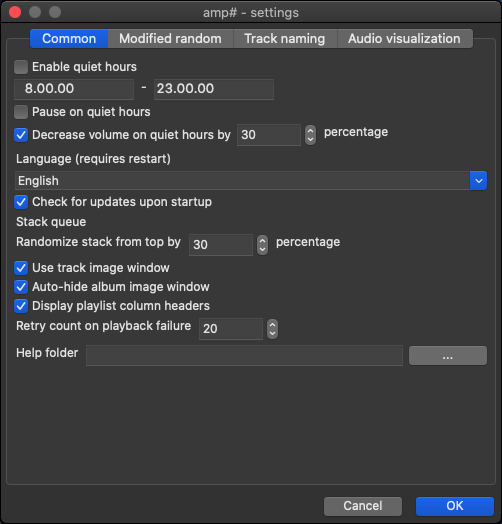 amp# - settings
Common Modified random Track naming Audio visualization
Enable quiet hours
8.00.00 - 23.00.00
Pause on quiet hours
Decrease volume on quiet hours by 30 percentage
Language (requires restart)
English
Check for updates upon startup
Stack queue
Randomize stack from top by 30 percentage
Use track image window
Auto-hide album image window
Display playlist column headers
Retry count on playback failure 20
Help folder ...
Cancel OK